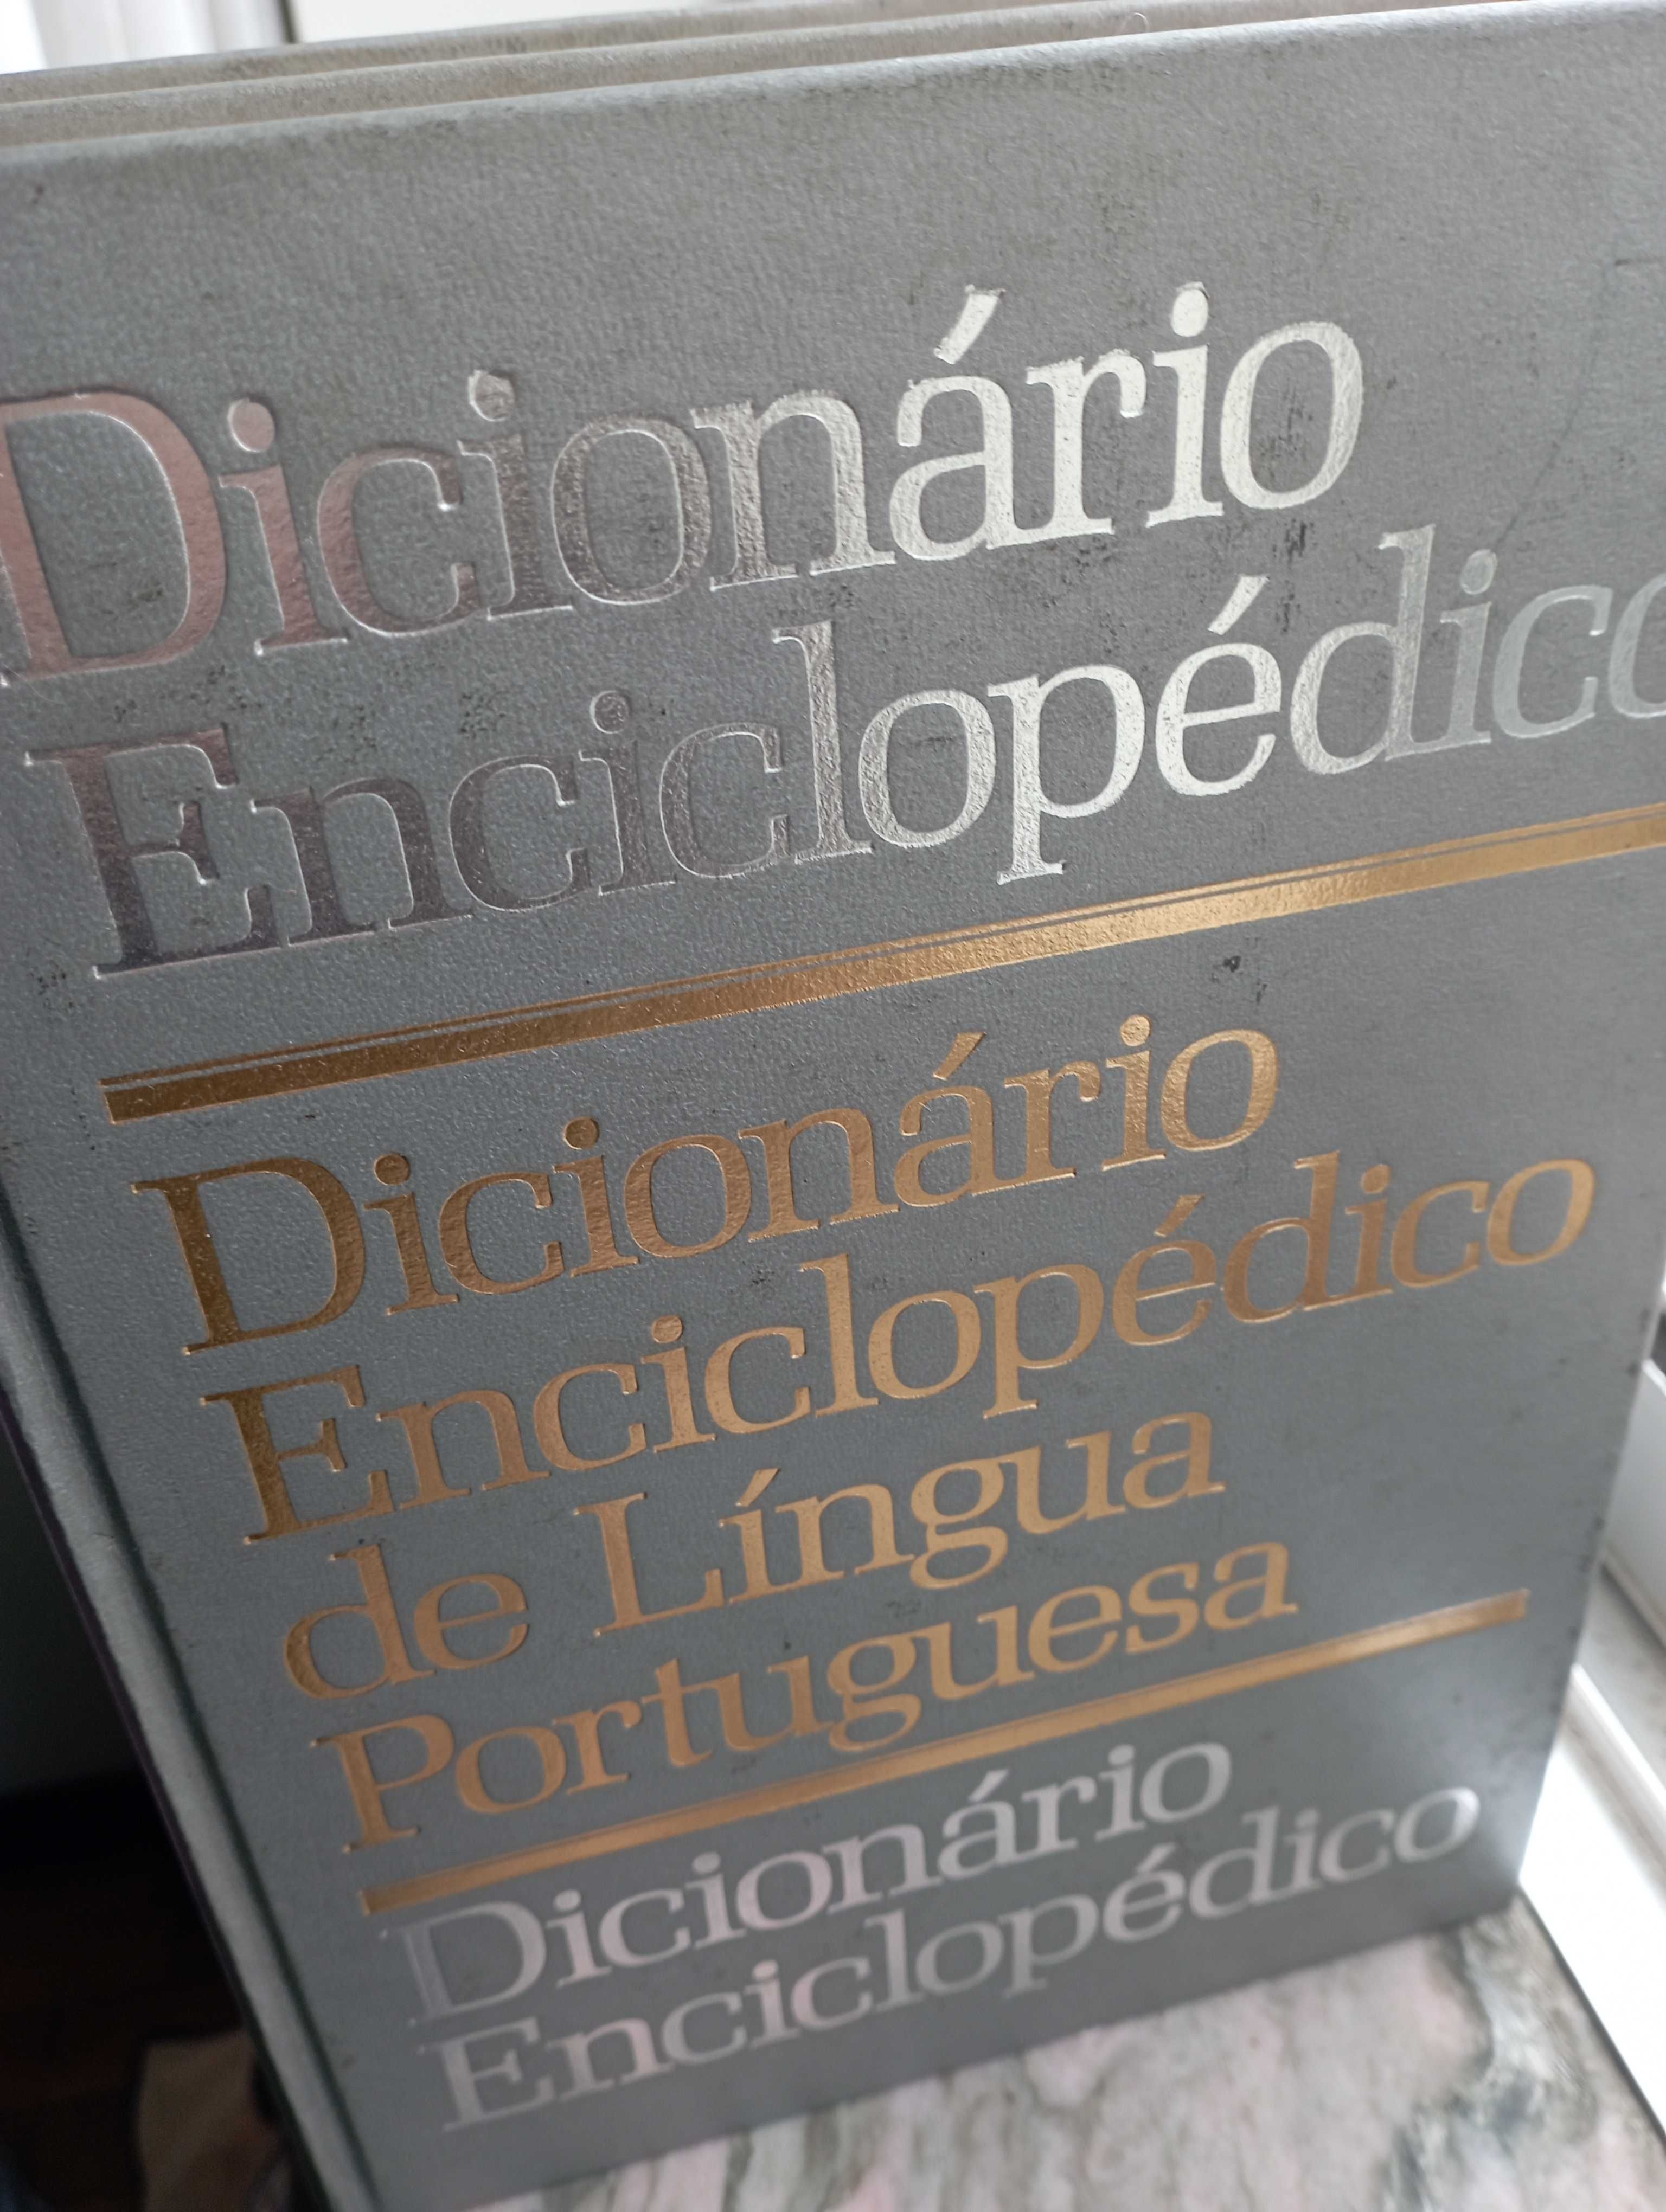 Dicionário
Enciclopédico
Dicionário
Enciclopédico
de Língua
Portuguesa
Dicionário
Enciclopédico